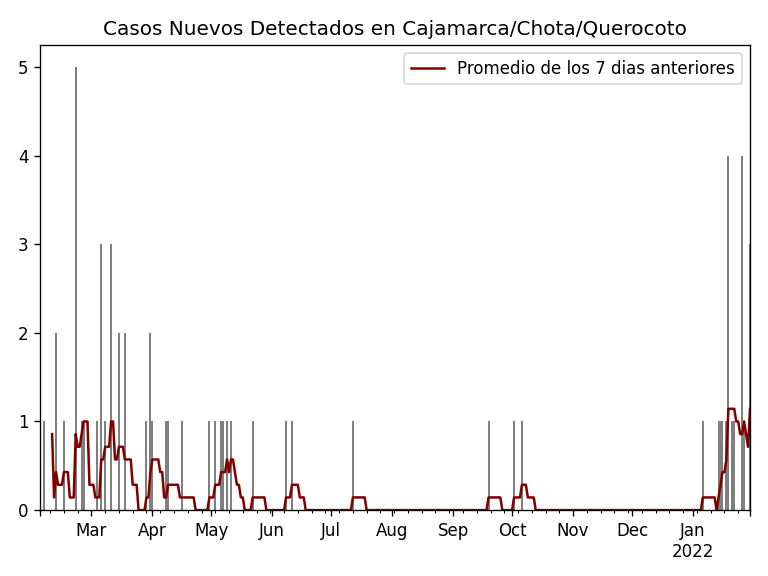 Casos Nuevos Detectados en Cajamarca/Chota/Querocoto
Promedio de los 7 dias anteriores
5
4
3
2
1
0
Mar Apr May Jun Jul Aug Sep Oct Nov Dec Jan
2022